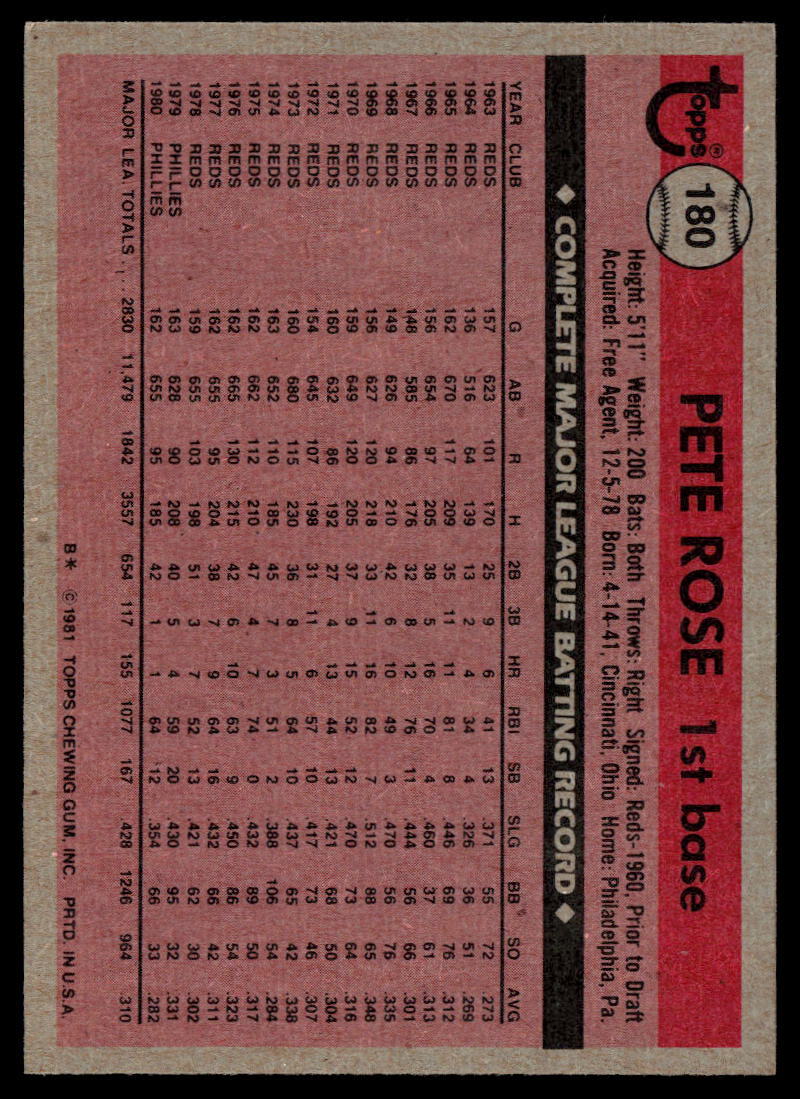 Topps®
180
PETE ROSE 1st base
Height: 5'11" Weight: 200 Bats: Both Throws: Right Signed: Reds-1960, Prior to Draft
Acquired: Free Agent, 12-5-78 Born: 4-14-41, Cincinnati, Ohio Home: Philadelphia, Pa.
COMPLETE MAJOR LEAGUE BATTING RECORD
YEAR CLUB G AB R H 2B 3B HR RBI SB SLG BB SO AVG
1963 REDS 157 623 101 170 25 9 6 41 13 .371 55 72 .273
1964 REDS 136 516 64 139 13 2 4 34 4 .326 36 51 .269
1965 REDS 162 670 117 209 35 11 11 81 8 .446 69 76 .312
1966 REDS 156 654 97 205 38 5 16 70 4 .460 37 61 .313
1967 REDS 148 585 86 176 32 8 12 76 11 .444 56 66 .301
1968 REDS 149 626 94 210 42 6 10 49 3 .470 56 76 .335
1969 REDS 156 627 120 218 33 11 16 82 7 .512 88 65 .348
1970 REDS 159 649 120 205 37 9 15 52 12 .470 73 64 .316
1971 REDS 160 632 86 192 27 4 13 44 13 .421 68 50 .304
1972 REDS 154 645 107 198 31 11 6 57 10 .417 73 46 .307
1973 REDS 160 680 115 230 36 8 5 64 10 .437 65 42 .338
1974 REDS 163 652 110 185 45 7 3 51 2 .388 106 54 .284
1975 REDS 162 662 112 210 47 4 7 74 0 .432 89 50 .317
1976 REDS 162 665 130 215 42 6 10 63 9 .450 86 54 .323
1977 REDS 162 655 95 204 38 7 9 64 16 .432 66 42 .311
1978 REDS 159 655 103 198 51 3 7 52 13 .421 62 30 .302
1979 PHILLIES 163 628 90 208 40 5 4 59 20 .430 95 32 .331
1980 PHILLIES 162 655 95 185 42 1 1 64 12 .354 66 33 .282
MAJOR LEA. TOTALS . . . 2830 11,479 1842 3557 654 117 155 1077 167 .428 1246 964 .310
B* © 1981 TOPPS CHEWING GUM, INC. PRTD. IN U.S.A.